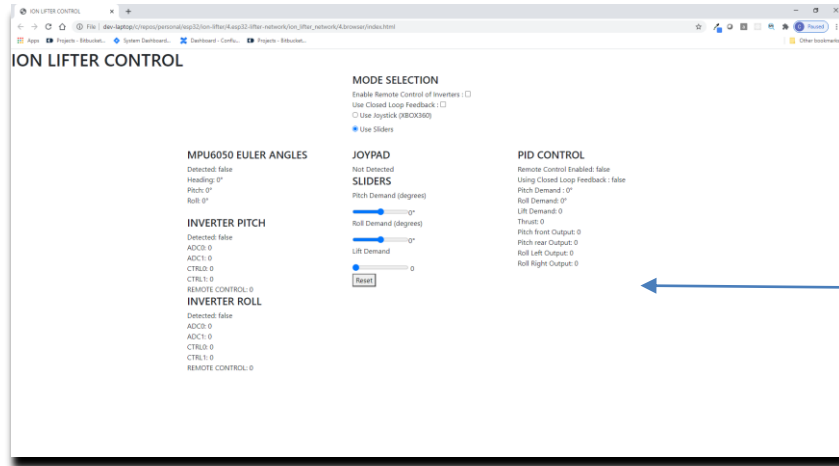 ION LIFTER CONTROL
File | dev-laptop/c/repos/personal/esp32/ion-lifter/4.esp32-lifter-network/ion_lifter_network/4.browser/index.html
Paused
Apps
Projects - Bitbucket...
System Dashboard...
Dashboard - Conflu...
Projects - Bitbucket...
Other bookmarks
ION LIFTER CONTROL
MODE SELECTION
Enable Remote Control of Inverters :
Use Closed Loop Feedback :
Use Joystick (XBOX360)
Use Sliders
MPU6050 EULER ANGLES
Detected: false
Heading: 0°
Pitch: 0°
Roll: 0°
INVERTER PITCH
Detected: false
ADC0: 0
ADC1: 0
CTRL0: 0
CTRL1: 0
REMOTE CONTROL: 0
INVERTER ROLL
Detected: false
ADC0: 0
ADC1: 0
CTRL0: 0
CTRL1: 0
REMOTE CONTROL: 0
JOYPAD
Not Detected
SLIDERS
Pitch Demand (degrees)
0°
Roll Demand (degrees)
0°
Lift Demand
0
Reset
PID CONTROL
Remote Control Enabled: false
Using Closed Loop Feedback : false
Pitch Demand : 0°
Roll Demand: 0°
Lift Demand: 0
Thrust: 0
Pitch front Output: 0
Pitch rear Output: 0
Roll Left Output: 0
Roll Right Output: 0